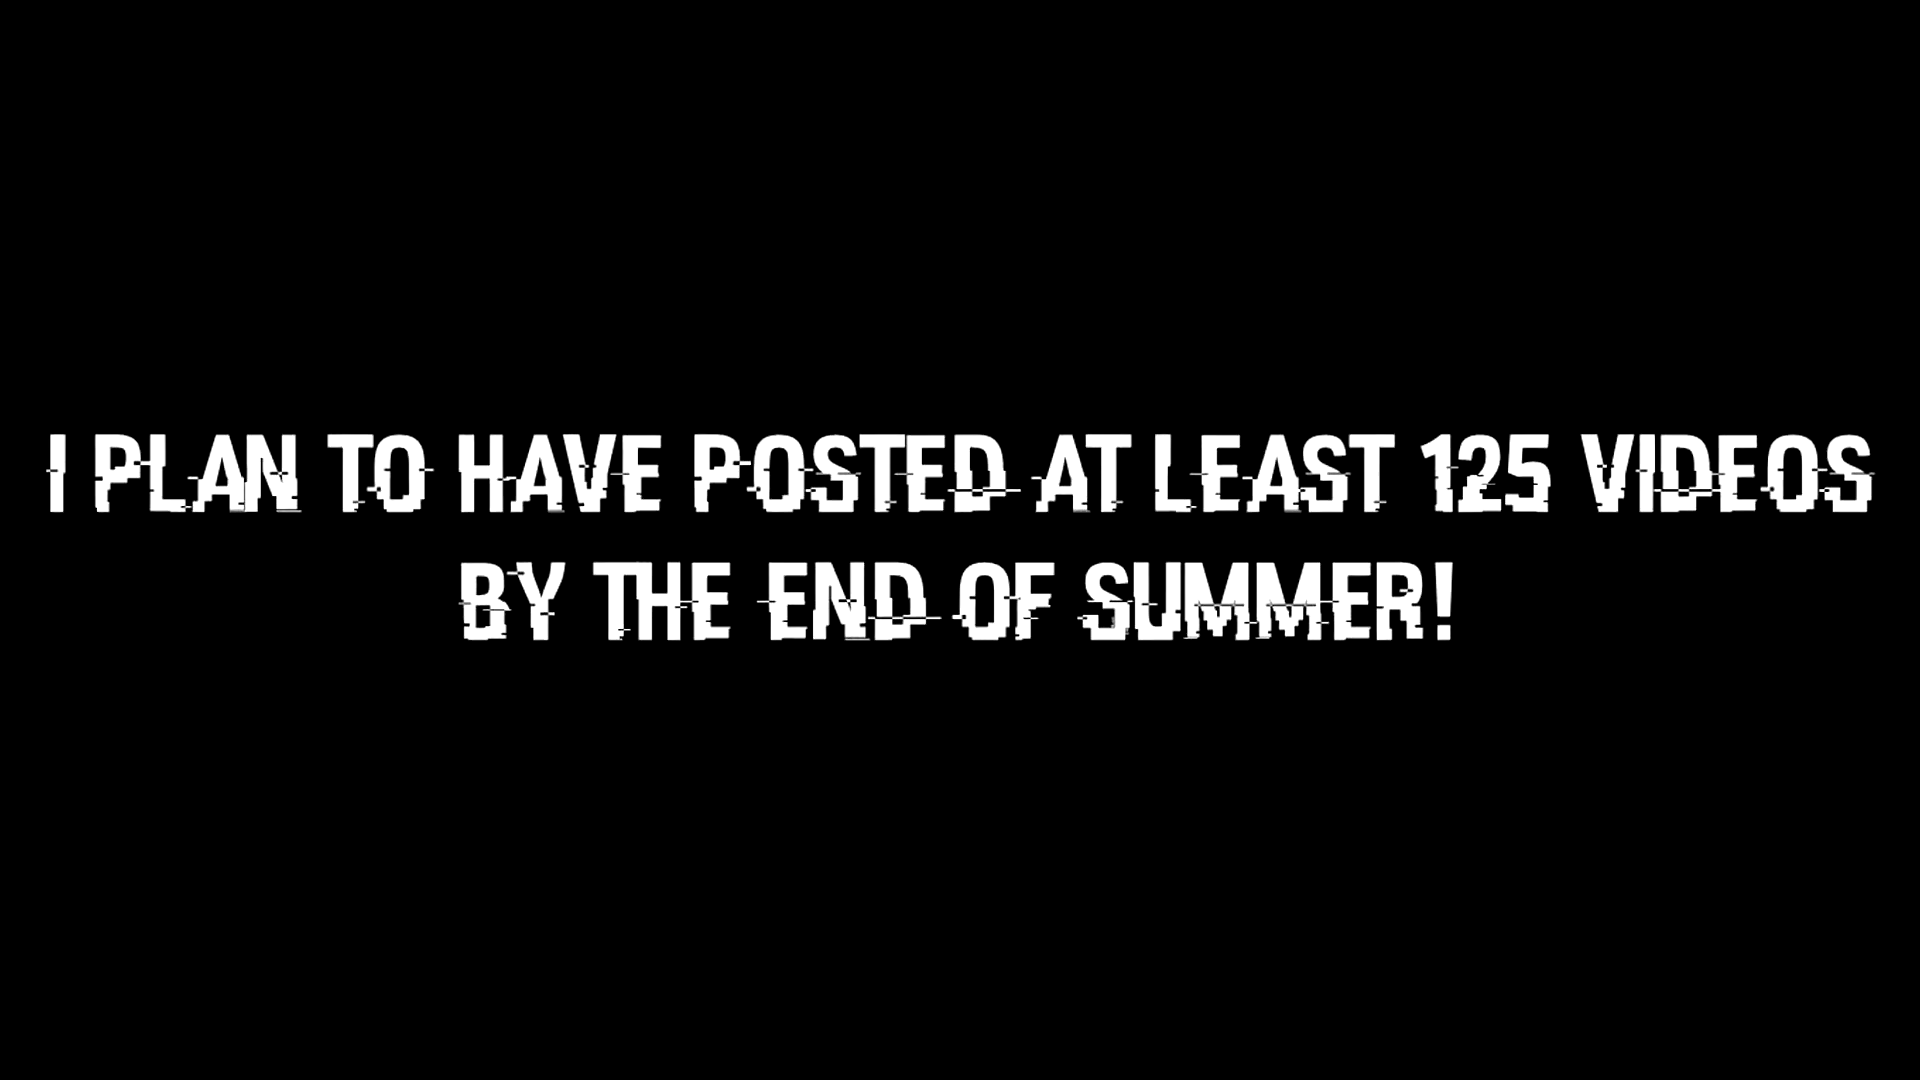 I PLAN TO HAVE POSTED AT LEAST 125 VIDEOS
BY THE END OF SUMMER!